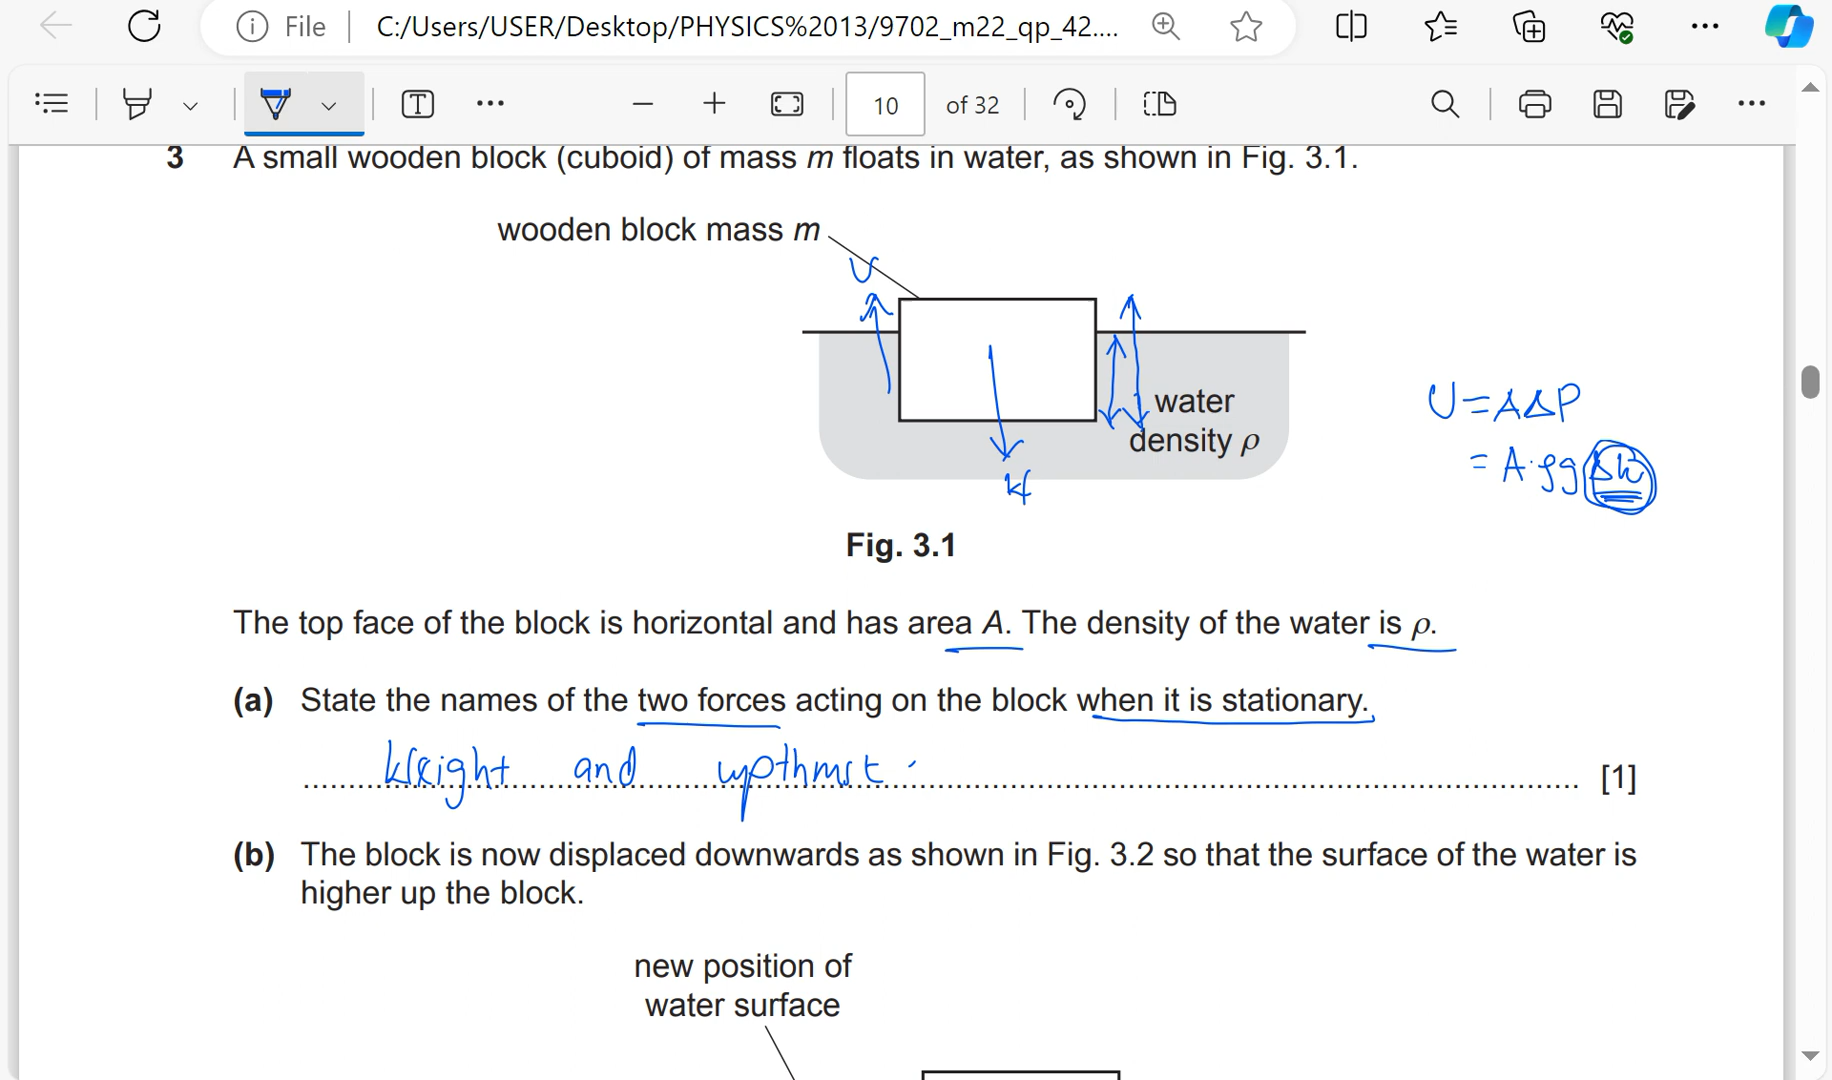 File C:/Users/USER/Desktop/PHYSICS%2013/9702_m22_qp_42....
10 of 32
3 A small wooden block (cuboid) of mass m floats in water, as shown in Fig. 3.1.
wooden block mass m
U
water
density ρ
U = AΔP
= A·ρgΔh
Fig. 3.1
The top face of the block is horizontal and has area A. The density of the water is ρ.
(a) State the names of the two forces acting on the block when it is stationary.
weight and upthrust. [1]
(b) The block is now displaced downwards as shown in Fig. 3.2 so that the surface of the water is
higher up the block.
new position of
water surface